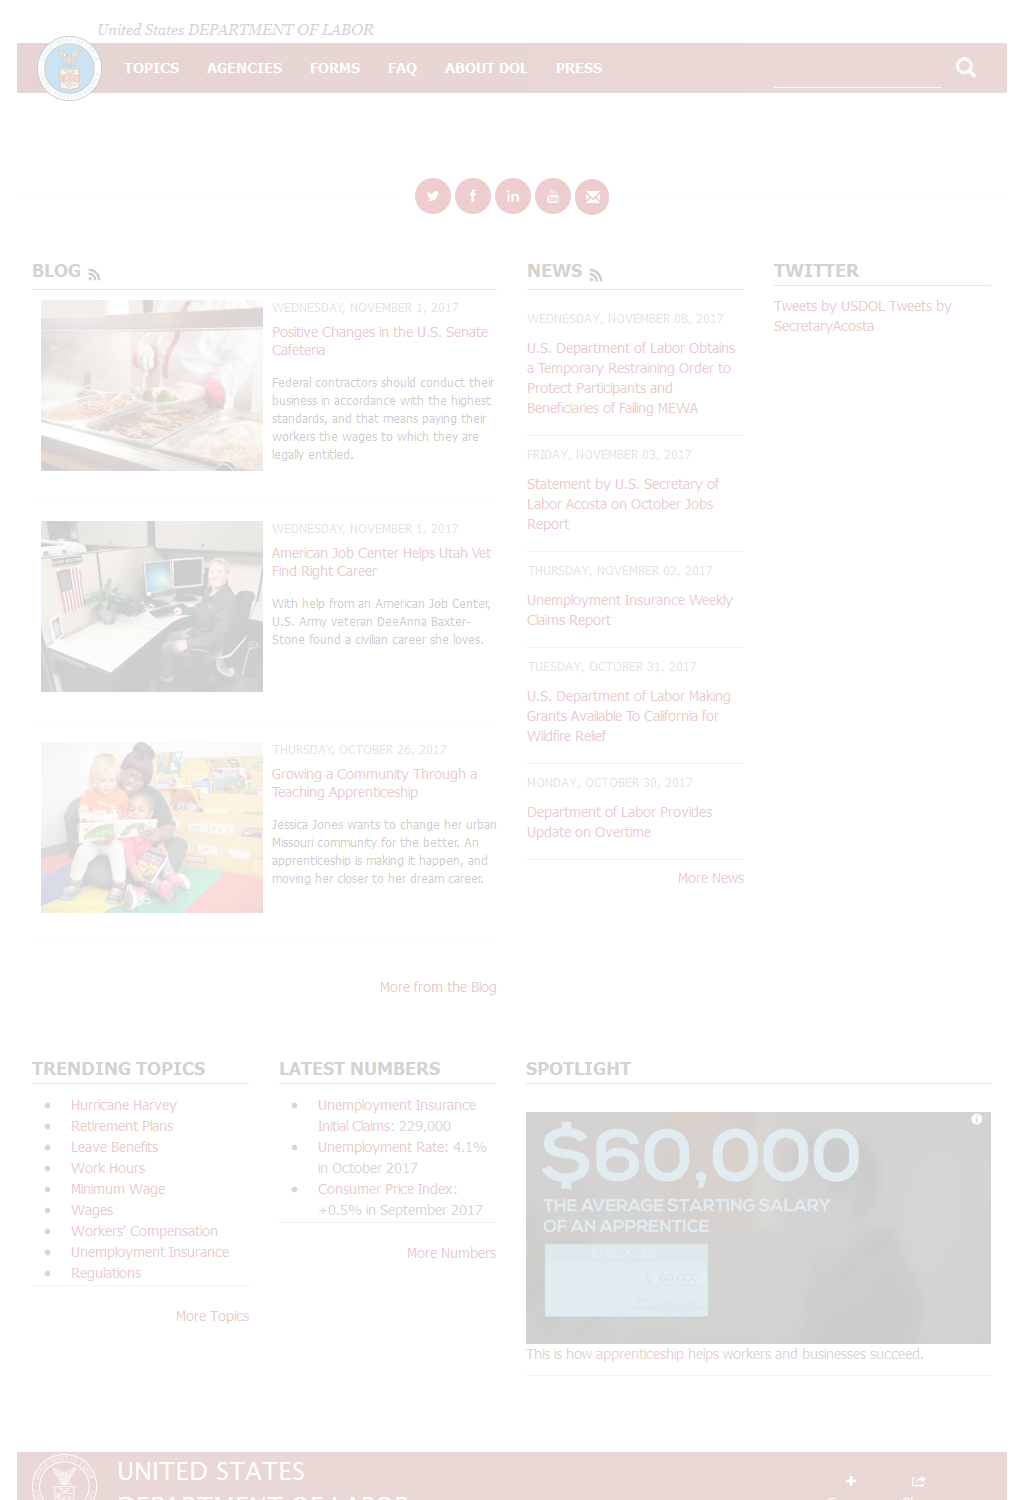 United States DEPARTMENT OF LABOR
TOPICS AGENCIES FORMS FAQ ABOUT DOL PRESS
BLOG
WEDNESDAY, NOVEMBER 1, 2017
Positive Changes in the U.S. Senate
Cafeteria
Federal contractors should conduct their
business in accordance with the highest
standards, and that means paying their
workers the wages to which they are
legally entitled.
WEDNESDAY, NOVEMBER 1, 2017
American Job Center Helps Utah Vet
Find Right Career
With help from an American Job Center,
U.S. Army veteran DeeAnna Baxter-
Stone found a civilian career she loves.
THURSDAY, OCTOBER 26, 2017
Growing a Community Through a
Teaching Apprenticeship
Jessica Jones wants to change her urban
Missouri community for the better. An
apprenticeship is making it happen, and
moving her closer to her dream career.
More from the Blog
NEWS
WEDNESDAY, NOVEMBER 08, 2017
U.S. Department of Labor Obtains
a Temporary Restraining Order to
Protect Participants and
Beneficiaries of Failing MEWA
FRIDAY, NOVEMBER 03, 2017
Statement by U.S. Secretary of
Labor Acosta on October Jobs
Report
THURSDAY, NOVEMBER 02, 2017
Unemployment Insurance Weekly
Claims Report
TUESDAY, OCTOBER 31, 2017
U.S. Department of Labor Making
Grants Available To California for
Wildfire Relief
MONDAY, OCTOBER 30, 2017
Department of Labor Provides
Update on Overtime
More News
TWITTER
Tweets by USDOL Tweets by
SecretaryAcosta
TRENDING TOPICS
Hurricane Harvey
Retirement Plans
Leave Benefits
Work Hours
Minimum Wage
Wages
Workers' Compensation
Unemployment Insurance
Regulations
More Topics
LATEST NUMBERS
Unemployment Insurance
Initial Claims: 229,000
Unemployment Rate: 4.1%
in October 2017
Consumer Price Index:
+0.5% in September 2017
More Numbers
SPOTLIGHT
$60,000
THE AVERAGE STARTING SALARY
OF AN APPRENTICE
$ 60,000
This is how apprenticeship helps workers and businesses succeed.
UNITED STATES
DEPARTMENT OF LABOR